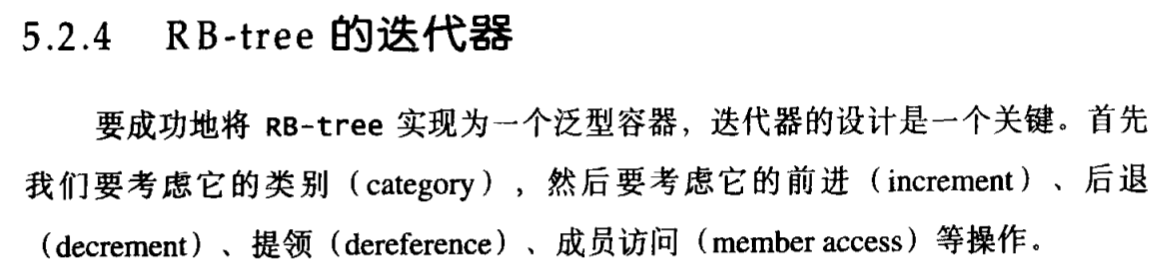 5.2.4 RB-tree 的迭代器
要成功地将 RB-tree 实现为一个泛型容器，迭代器的设计是一个关键。首先
我们要考虑它的类别（category），然后要考虑它的前进（increment）、后退
（decrement）、提领（dereference）、成员访问（member access）等操作。